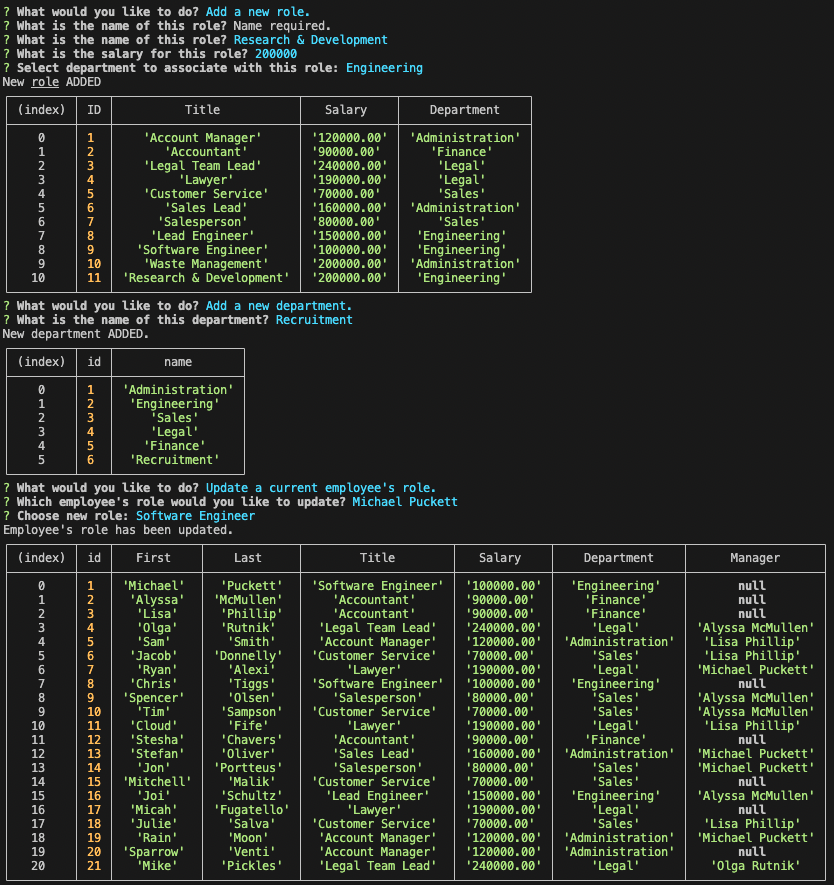 ? What would you like to do? Add a new role.
? What is the name of this role? Name required.
? What is the name of this role? Research & Development
? What is the salary for this role? 200000
? Select department to associate with this role: Engineering
New role ADDED
(index) ID Title Salary Department
0 1 'Account Manager' '120000.00' 'Administration'
1 2 'Accountant' '90000.00' 'Finance'
2 3 'Legal Team Lead' '240000.00' 'Legal'
3 4 'Lawyer' '190000.00' 'Legal'
4 5 'Customer Service' '70000.00' 'Sales'
5 6 'Sales Lead' '160000.00' 'Administration'
6 7 'Salesperson' '80000.00' 'Sales'
7 8 'Lead Engineer' '150000.00' 'Engineering'
8 9 'Software Engineer' '100000.00' 'Engineering'
9 10 'Waste Management' '200000.00' 'Administration'
10 11 'Research & Development' '200000.00' 'Engineering'
? What would you like to do? Add a new department.
? What is the name of this department? Recruitment
New department ADDED.
(index) id name
0 1 'Administration'
1 2 'Engineering'
2 3 'Sales'
3 4 'Legal'
4 5 'Finance'
5 6 'Recruitment'
? What would you like to do? Update a current employee's role.
? Which employee's role would you like to update? Michael Puckett
? Choose new role: Software Engineer
Employee's role has been updated.
(index) id First Last Title Salary Department Manager
0 1 'Michael' 'Puckett' 'Software Engineer' '100000.00' 'Engineering' null
1 2 'Alyssa' 'McMullen' 'Accountant' '90000.00' 'Finance' null
2 3 'Lisa' 'Phillip' 'Accountant' '90000.00' 'Finance' null
3 4 'Olga' 'Rutnik' 'Legal Team Lead' '240000.00' 'Legal' 'Alyssa McMullen'
4 5 'Sam' 'Smith' 'Account Manager' '120000.00' 'Administration' 'Lisa Phillip'
5 6 'Jacob' 'Donnelly' 'Customer Service' '70000.00' 'Sales' 'Lisa Phillip'
6 7 'Ryan' 'Alexi' 'Lawyer' '190000.00' 'Legal' 'Michael Puckett'
7 8 'Chris' 'Tiggs' 'Software Engineer' '100000.00' 'Engineering' null
8 9 'Spencer' 'Olsen' 'Salesperson' '80000.00' 'Sales' 'Alyssa McMullen'
9 10 'Tim' 'Sampson' 'Customer Service' '70000.00' 'Sales' 'Alyssa McMullen'
10 11 'Cloud' 'Fife' 'Lawyer' '190000.00' 'Legal' 'Lisa Phillip'
11 12 'Stesha' 'Chavers' 'Accountant' '90000.00' 'Finance' null
12 13 'Stefan' 'Oliver' 'Sales Lead' '160000.00' 'Administration' 'Michael Puckett'
13 14 'Jon' 'Portteus' 'Salesperson' '80000.00' 'Sales' 'Michael Puckett'
14 15 'Mitchell' 'Malik' 'Customer Service' '70000.00' 'Sales' null
15 16 'Joi' 'Schultz' 'Lead Engineer' '150000.00' 'Engineering' 'Alyssa McMullen'
16 17 'Micah' 'Fugatello' 'Lawyer' '190000.00' 'Legal' null
17 18 'Julie' 'Salva' 'Customer Service' '70000.00' 'Sales' 'Lisa Phillip'
18 19 'Rain' 'Moon' 'Account Manager' '120000.00' 'Administration' 'Michael Puckett'
19 20 'Sparrow' 'Venti' 'Account Manager' '120000.00' 'Administration' null
20 21 'Mike' 'Pickles' 'Legal Team Lead' '240000.00' 'Legal' 'Olga Rutnik'